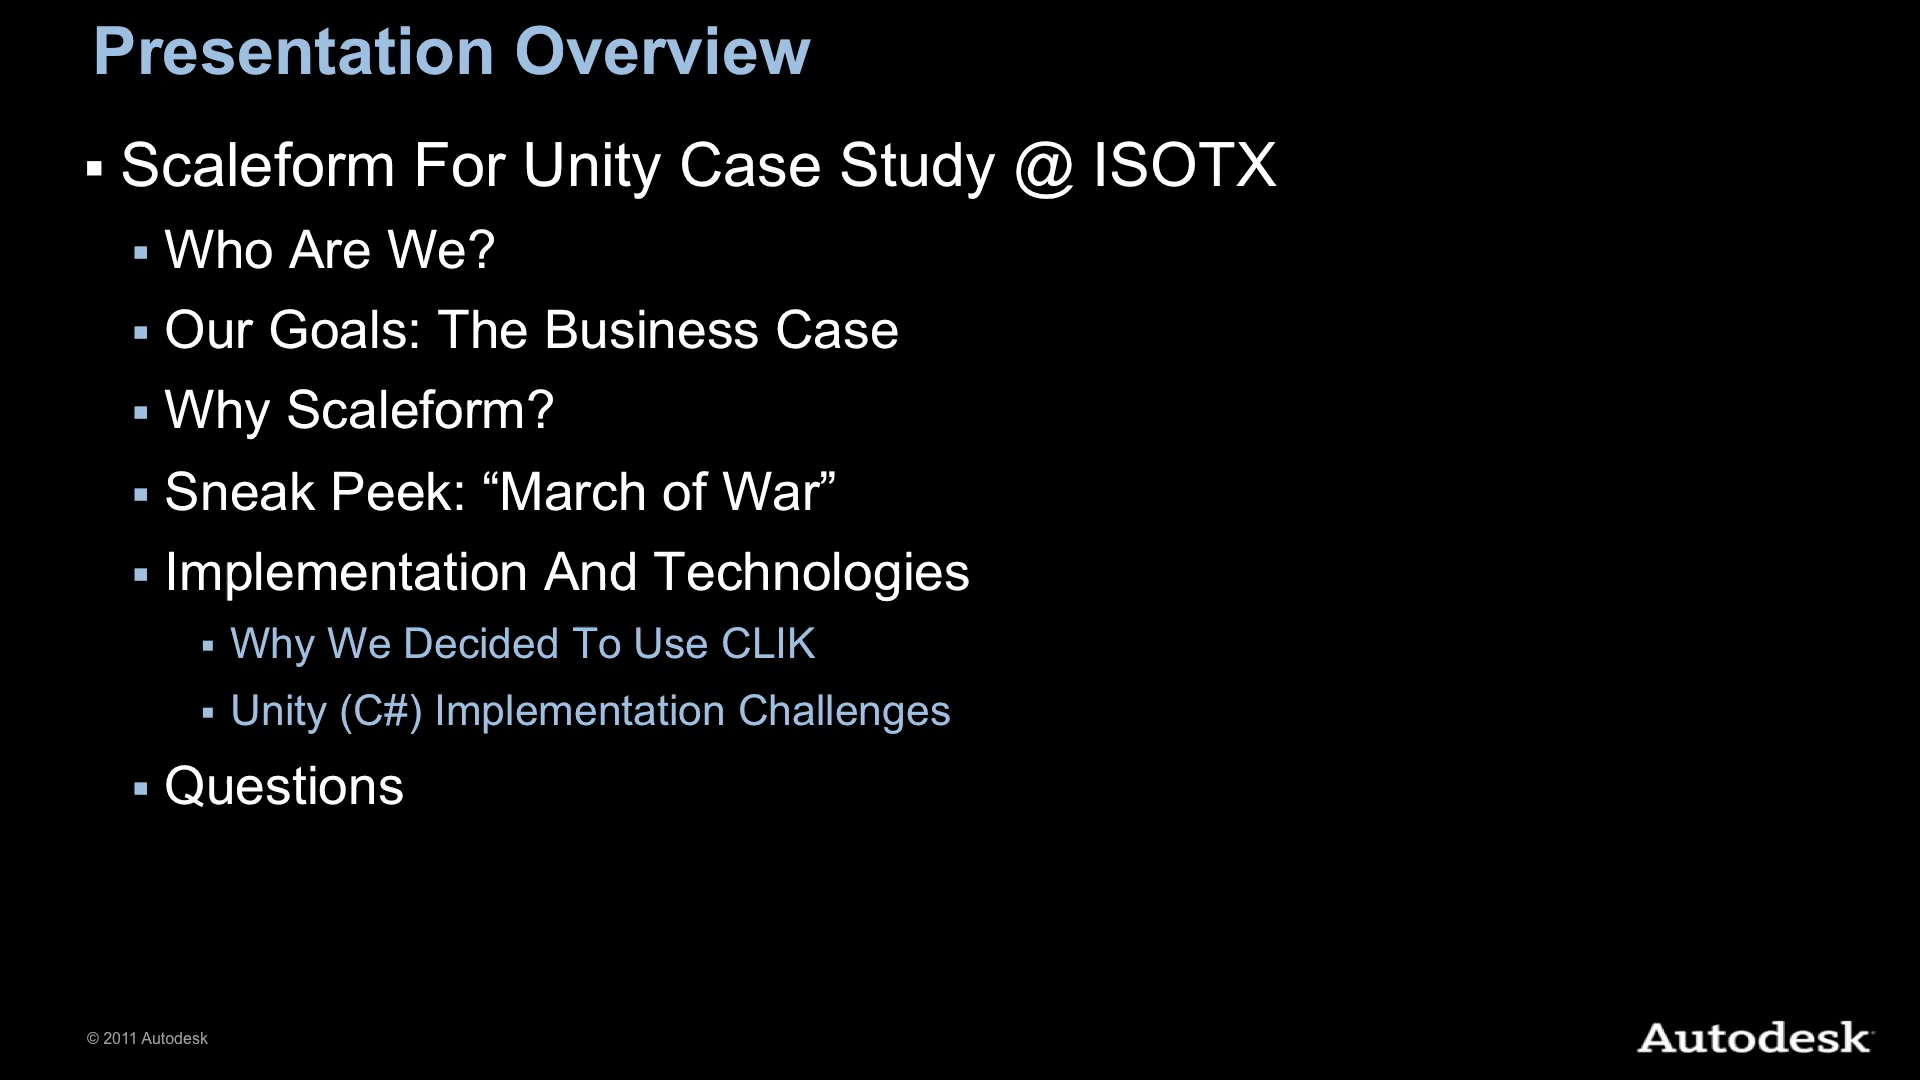 Presentation Overview
▪ Scaleform For Unity Case Study @ ISOTX
▪ Who Are We?
▪ Our Goals: The Business Case
▪ Why Scaleform?
▪ Sneak Peek: “March of War”
▪ Implementation And Technologies
▪ Why We Decided To Use CLIK
▪ Unity (C#) Implementation Challenges
▪ Questions
© 2011 Autodesk
Autodesk